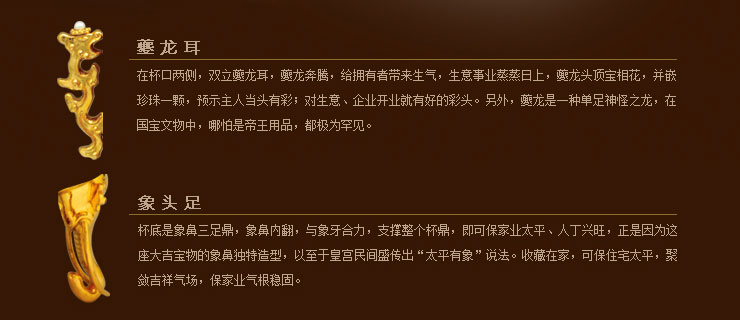 夔龙耳
在杯口两侧，双立夔龙耳，夔龙奔腾，给拥有者带来生气，生意事业蒸蒸日上，夔龙头顶宝相花，并嵌
珍珠一颗，预示主人当头有彩；对生意、企业开业就有好的彩头。另外，夔龙是一种单足神怪之龙，在
国宝文物中，哪怕是帝王用品，都极为罕见。
象头足
杯底是象鼻三足鼎，象鼻内翻，与象牙合力，支撑整个杯鼎，即可保家业太平、人丁兴旺，正是因为这
座大吉宝物的象鼻独特造型，以至于皇宫民间盛传出“太平有象”说法。收藏在家，可保住宅太平，聚
敛吉祥气场，保家业气根稳固。